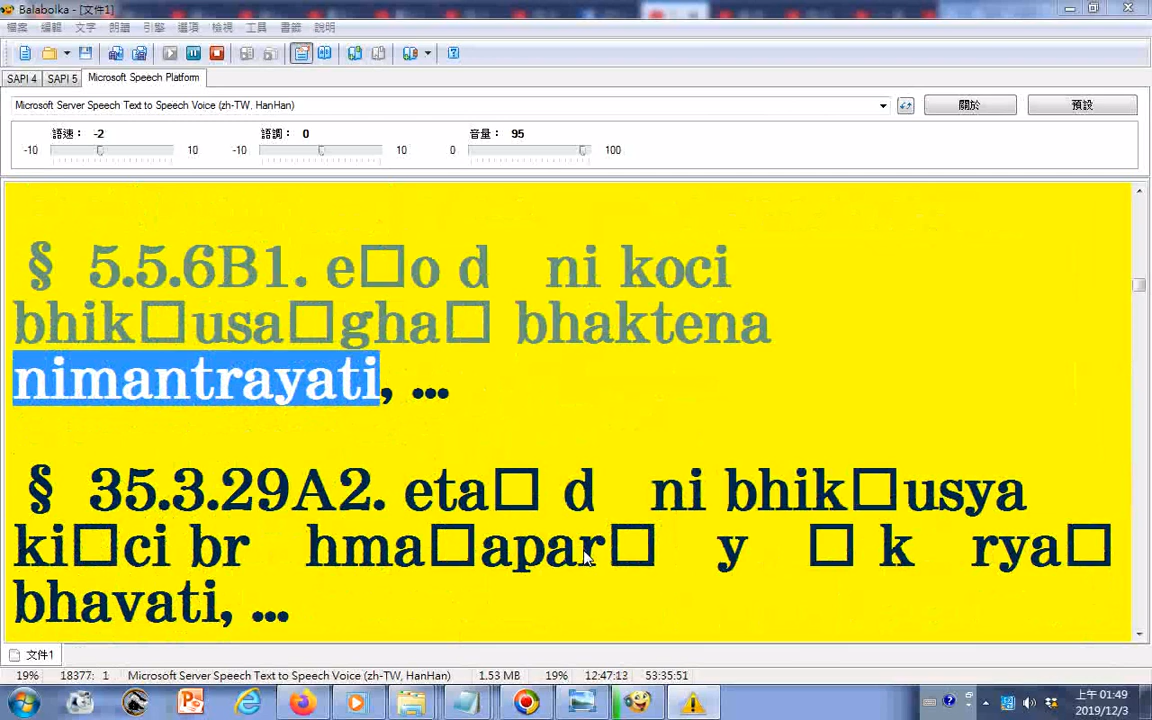 Balabolka - [文件1]
檔案 編輯 文字 朗讀 引擎 選項 檢視 工具 書籤 說明
SAPI 4 SAPI 5 Microsoft Speech Platform
Microsoft Server Speech Text to Speech Voice (zh-TW, HanHan) 關於 預設
語速： -2 語調： 0 音量： 95
-10 10 -10 10 0 100
§ 5.5.6B1. e□o d ni koci
bhik□usa□gha□ bhaktena
nimantrayati, ...
§ 35.3.29A2. eta□ d ni bhik□usya
ki□ci br hma□apar□ y □ k rya□
bhavati, ...
文件1
19% 18377: 1 Microsoft Server Speech Text to Speech Voice (zh-TW, HanHan) 1.53 MB 19% 12:47:13 53:35:51
上午 01:49
2019/12/3